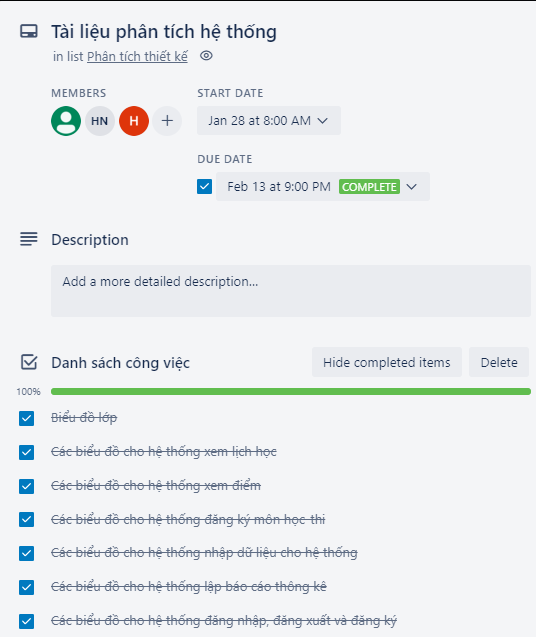 Tài liệu phân tích hệ thống
in list Phân tích thiết kế
MEMBERS
START DATE
HN
H
Jan 28 at 8:00 AM
DUE DATE
Feb 13 at 9:00 PM COMPLETE
Description
Add a more detailed description...
Danh sách công việc
Hide completed items
Delete
100%
Biểu đồ lớp
Các biểu đồ cho hệ thống xem lịch học
Các biểu đồ cho hệ thống xem điểm
Các biểu đồ cho hệ thống đăng ký môn học-thi
Các biểu đồ cho hệ thống nhập dữ liệu cho hệ thống
Các biểu đồ cho hệ thống lập báo cáo thông kê
Các biểu đồ cho hệ thống đăng nhập, đăng xuất và đăng ký